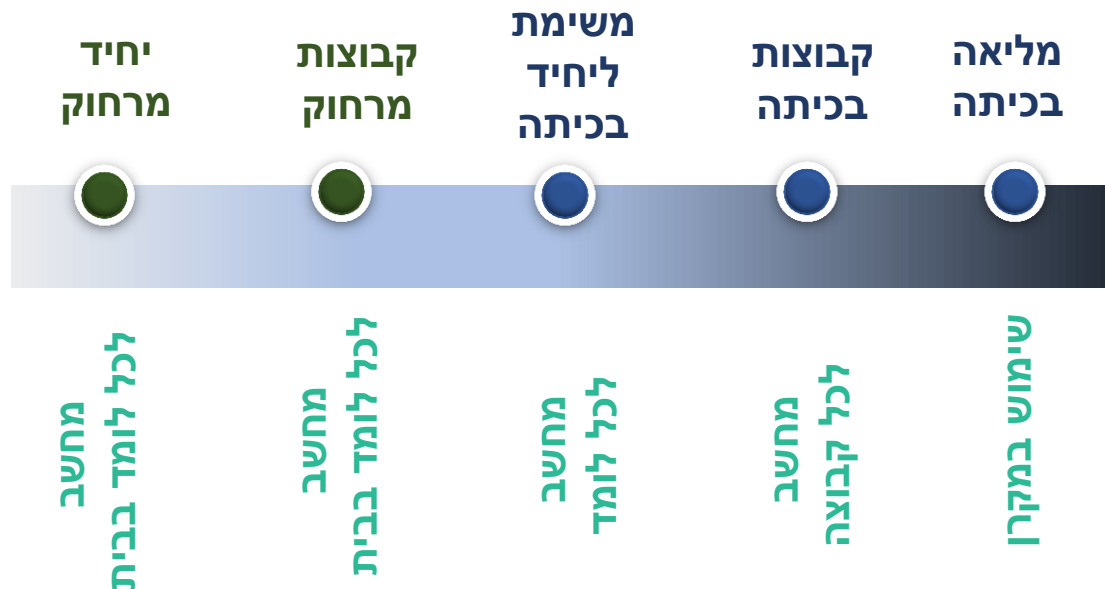 מליאה
בכיתה
קבוצות
בכיתה
משימת
ליחיד
בכיתה
קבוצות
מרחוק
יחיד
מרחוק
שימוש במקרן
מחשב
לכל קבוצה
מחשב
לכל לומד
מחשב
לכל לומד בבית
מחשב
לכל לומד בבית